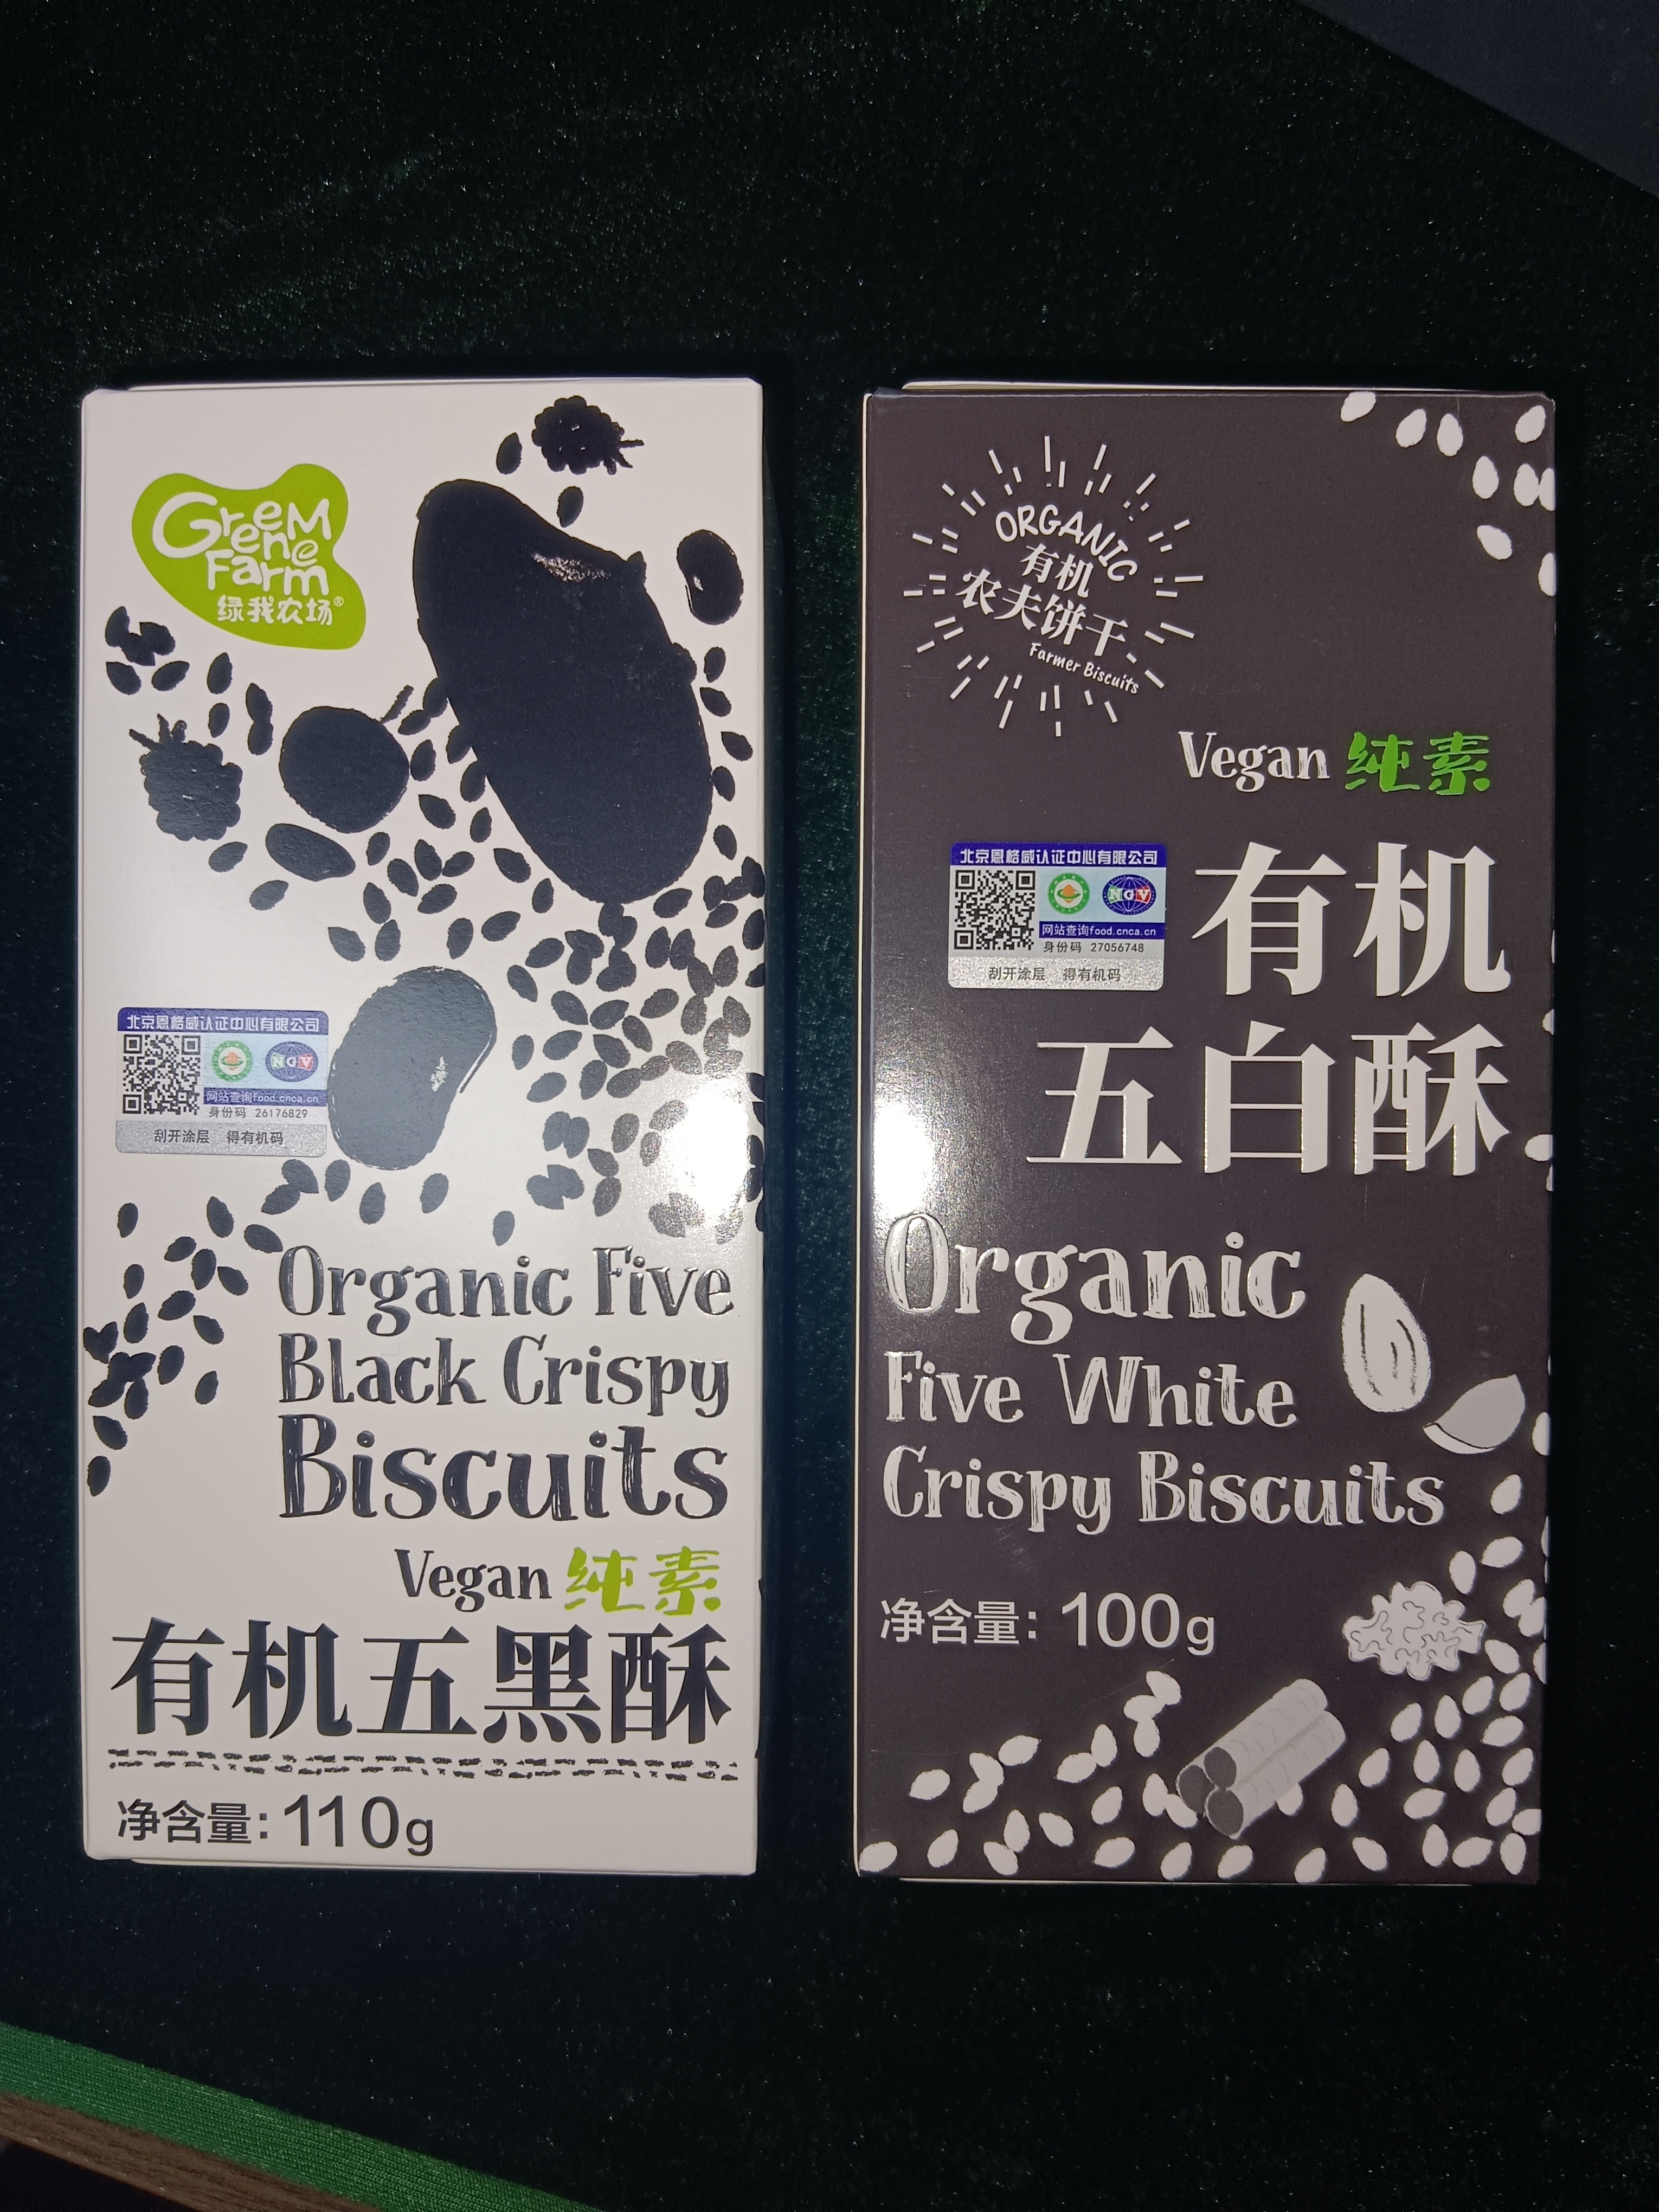 GreeM
ene
Farm
绿我农场®
北京恩格威认证中心有限公司
NGV
网站查询food.cnca.cn
身份码 26176829
刮开涂层 得有机码
Organic Five
Black Crispy
Biscuits
Vegan 纯素
有机五黑酥
净含量:110g
ORGANIC
有机
农夫饼干
Farmer Biscuits
Vegan 纯素
北京恩格威认证中心有限公司
NGV
网站查询food.cnca.cn
身份码 27056748
刮开涂层 得有机码
有机
五白酥
Organic
Five White
Crispy Biscuits
净含量:100g